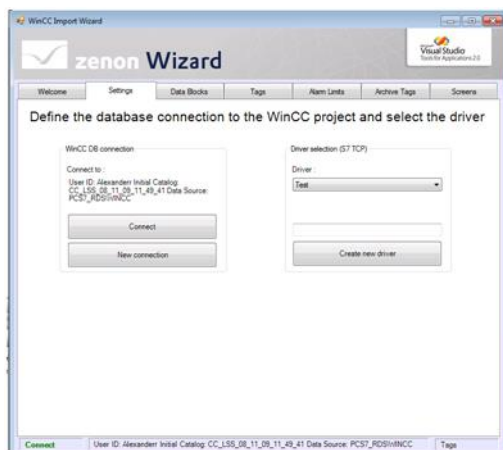 WinCC Import Wizard
zenon Wizard
Visual Studio
Tools for Applications 2.0
Welcome Settings Data Blocks Tags Alarm Limits Archive Tags Screens
Define the database connection to the WinCC project and select the driver
WinCC DB connection
Connect to :
User ID: Alexanderr Initial Catalog:
CC_LSS_08_11_09_11_49_41 Data Source:
PCS7_RDS\WINCC
Connect
New connection
Driver selection (S7 TCP)
Driver :
Test
Create new driver
Connect User ID: Alexanderr Initial Catalog: CC_LSS_08_11_09_11_49_41 Data Source: PCS7_RDS\WINCC Tags